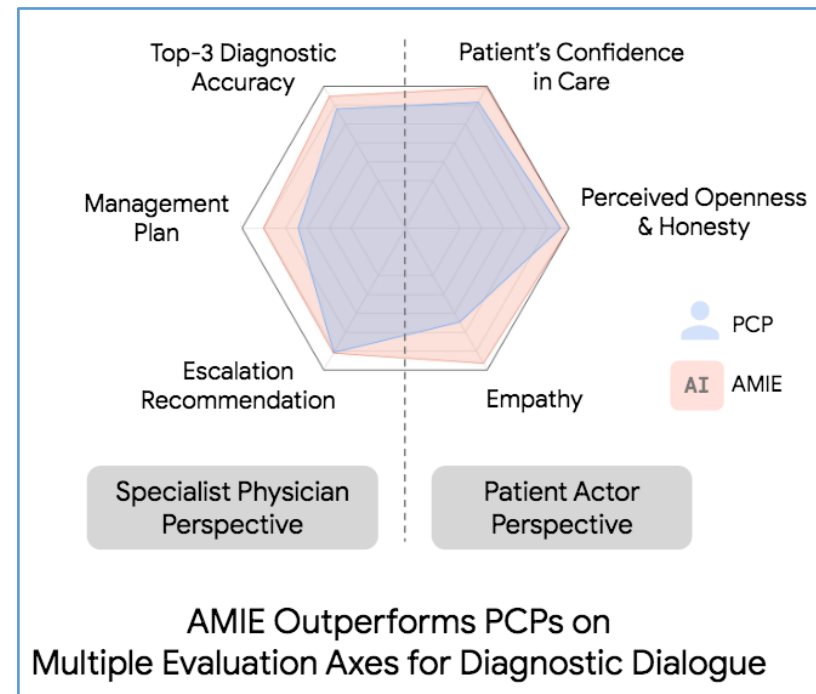 Top-3 Diagnostic
Accuracy
Patient's Confidence
in Care
Management
Plan
Perceived Openness
& Honesty
PCP
AI AMIE
Escalation
Recommendation
Empathy
Specialist Physician
Perspective
Patient Actor
Perspective
AMIE Outperforms PCPs on
Multiple Evaluation Axes for Diagnostic Dialogue